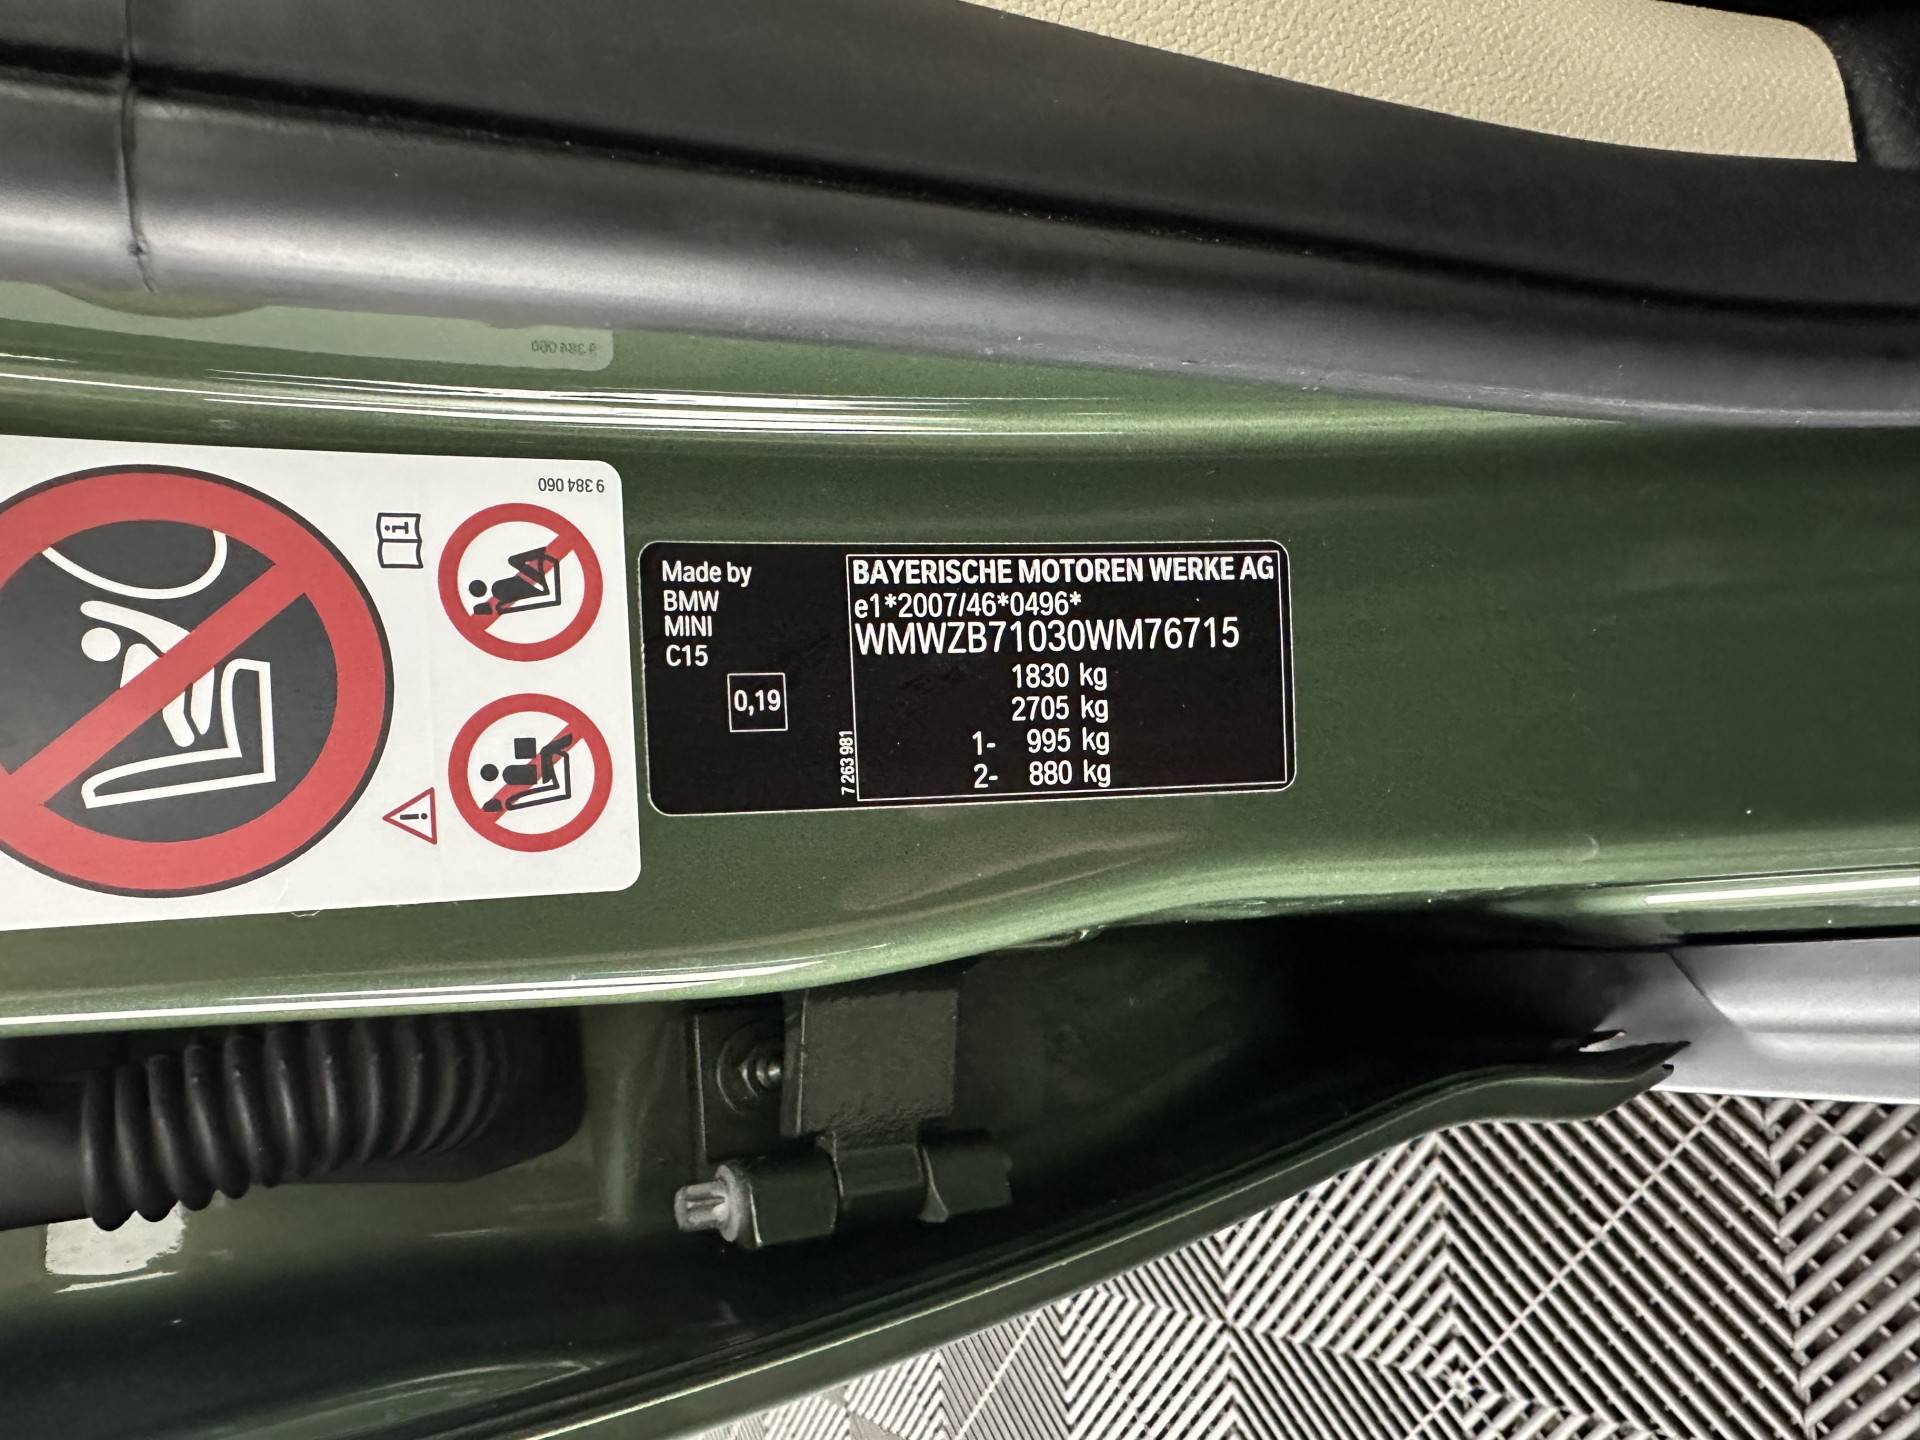 9 384 060
9 384 060
Made by
BMW
MINI
C15
0,19
7 263 981
BAYERISCHE MOTOREN WERKE AG
e1*2007/46*0496*
WMWZB71030WM76715
1830 kg
2705 kg
1- 995 kg
2- 880 kg